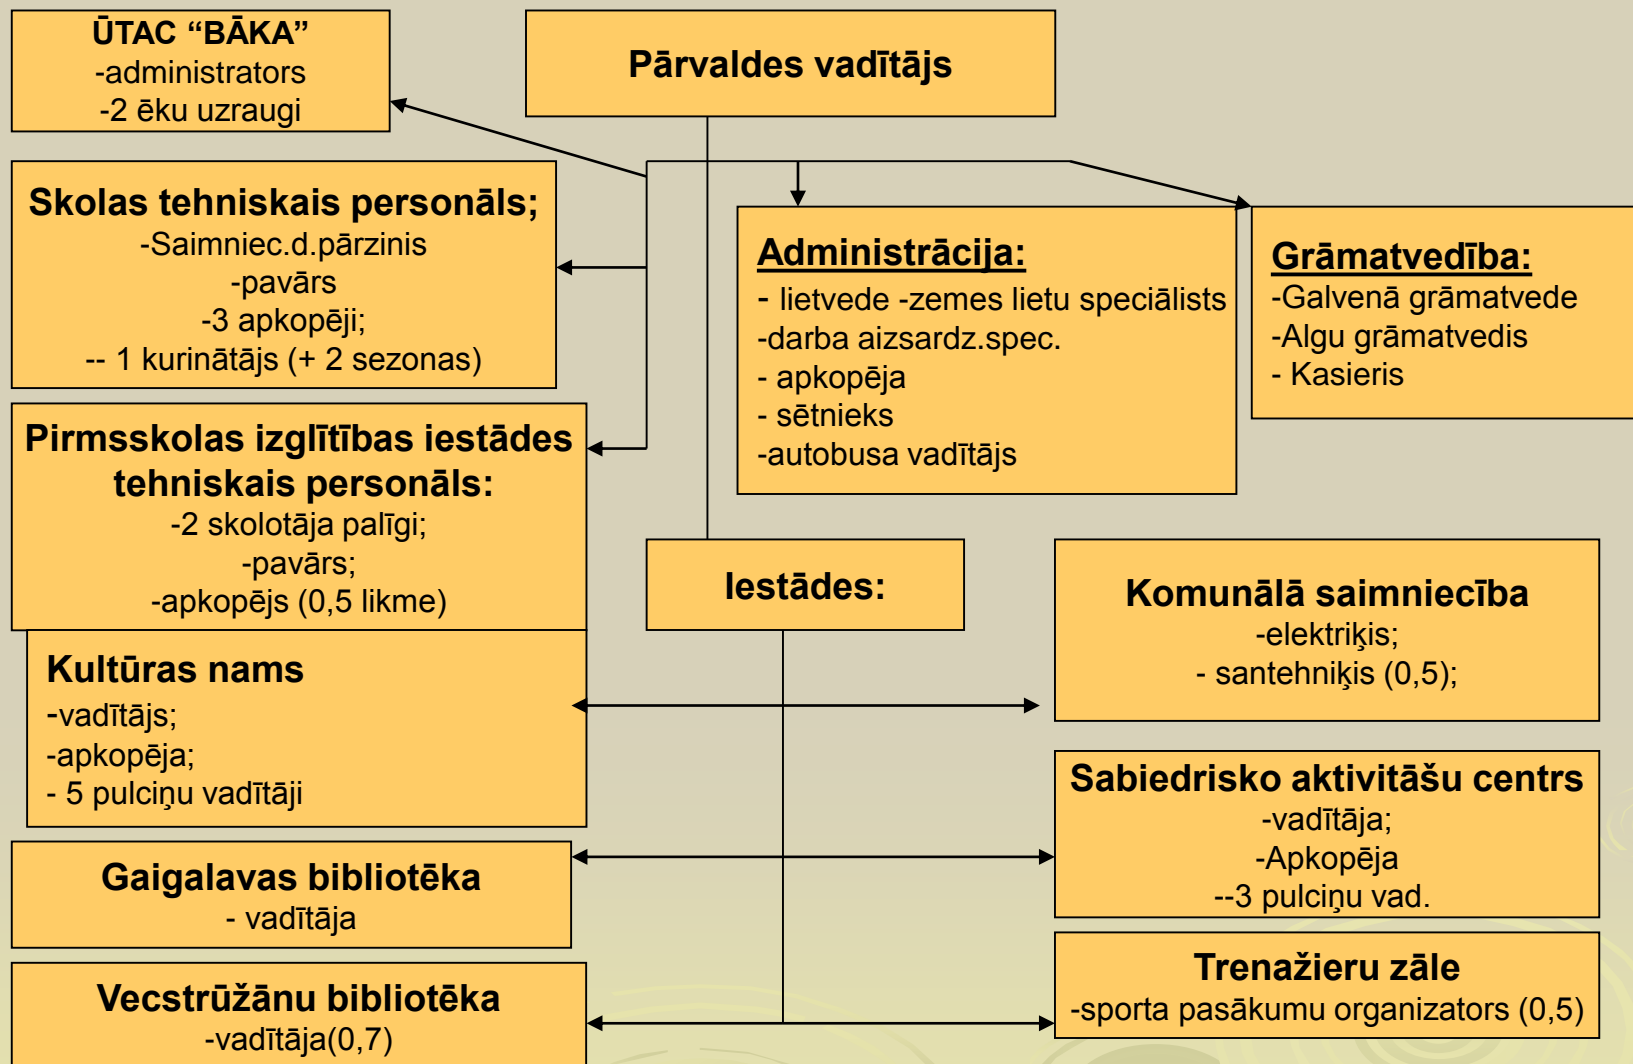 ŪTAC “BĀKA”
-administrators
-2 ēku uzraugi
Pārvaldes vadītājs
Skolas tehniskais personāls;
-Saimniec.d.pārzinis
-pavārs
-3 apkopēji;
-- 1 kurinātājs (+ 2 sezonas)
Administrācija:
- lietvede -zemes lietu speciālists
-darba aizsardz.spec.
- apkopēja
- sētnieks
-autobusa vadītājs
Grāmatvedība:
-Galvenā grāmatvede
-Algu grāmatvedis
- Kasieris
Pirmsskolas izglītības iestādes
tehniskais personāls:
-2 skolotāja palīgi;
-pavārs;
-apkopējs (0,5 likme)
Iestādes:
Komunālā saimniecība
-elektriķis;
- santehniķis (0,5);
Kultūras nams
-vadītājs;
-apkopēja;
- 5 pulciņu vadītāji
Sabiedrisko aktivitāšu centrs
-vadītāja;
-Apkopēja
--3 pulciņu vad.
Gaigalavas bibliotēka
- vadītāja
Trenažieru zāle
-sporta pasākumu organizators (0,5)
Vecstrūžānu bibliotēka
-vadītāja(0,7)